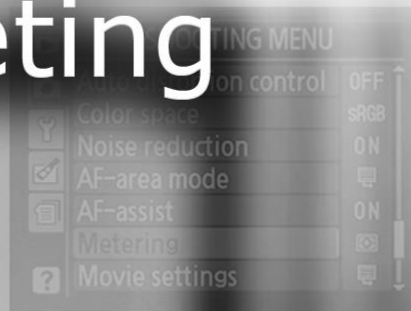 eting
SHOOTING MENU
Auto distortion control OFF
Color space sRGB
Noise reduction ON
AF-area mode
AF-assist ON
Metering
Movie settings
?